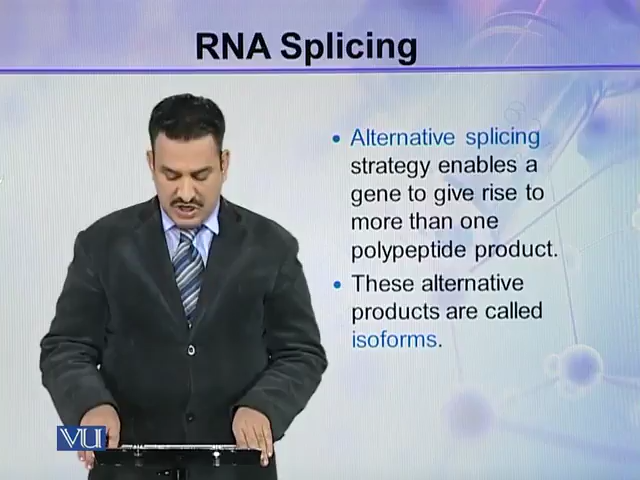 RNA Splicing
• Alternative splicing
strategy enables a
gene to give rise to
more than one
polypeptide product.
• These alternative
products are called
isoforms.
VU